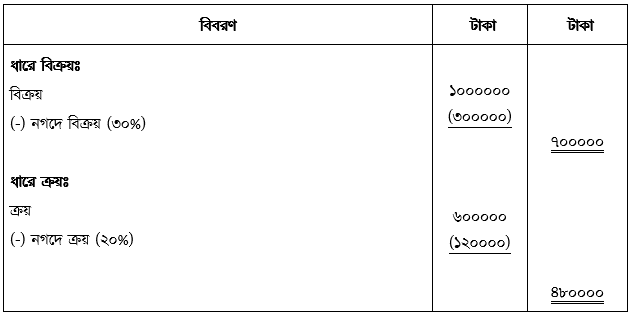 বিবরণ টাকা টাকা
ধারে বিক্রয়ঃ
বিক্রয় ১০০০০০০
(-) নগদে বিক্রয় (৩০%) (৩০০০০০)
৭০০০০০
ধারে ক্রয়ঃ
ক্রয় ৬০০০০০
(-) নগদে ক্রয় (২০%) (১২০০০০)
৪৮০০০০